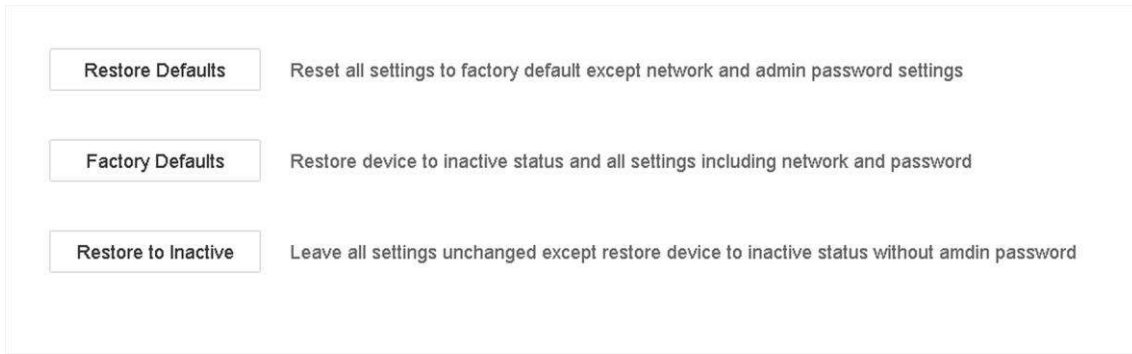 Restore Defaults Reset all settings to factory default except network and admin password settings
Factory Defaults Restore device to inactive status and all settings including network and password
Restore to Inactive Leave all settings unchanged except restore device to inactive status without amdin password